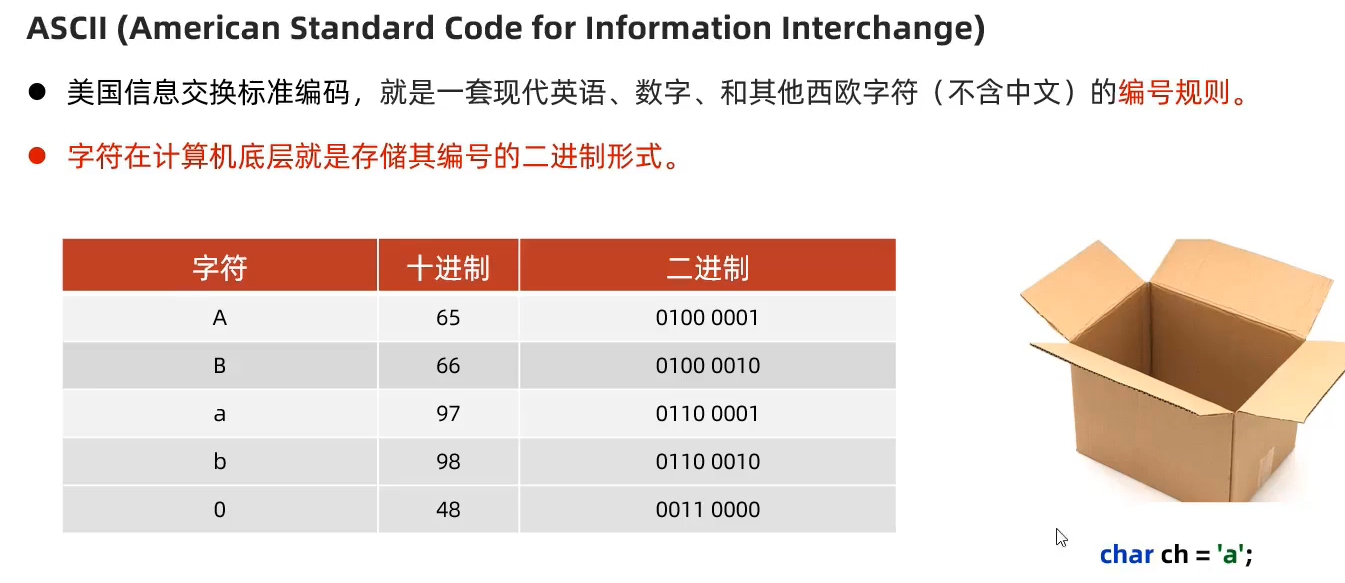 ASCII (American Standard Code for Information Interchange)
● 美国信息交换标准编码，就是一套现代英语、数字、和其他西欧字符（不含中文）的编号规则。
● 字符在计算机底层就是存储其编号的二进制形式。
字符 十进制 二进制
A 65 0100 0001
B 66 0100 0010
a 97 0110 0001
b 98 0110 0010
0 48 0011 0000
char ch = 'a';